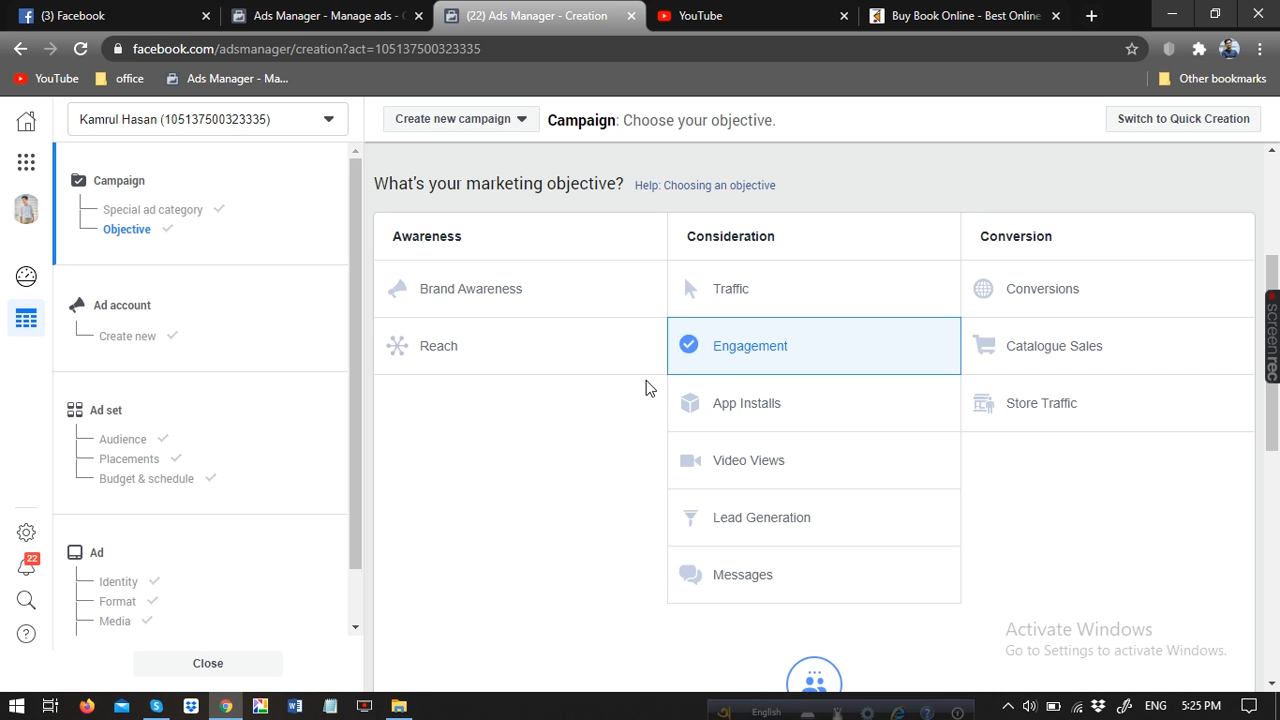 (3) Facebook
Ads Manager - Manage ads - C
(22) Ads Manager - Creation
YouTube
Buy Book Online - Best Online
facebook.com/adsmanager/creation?act=105137500323335
YouTube
office
Ads Manager - Ma...
Other bookmarks
Kamrul Hasan (105137500323335)
Create new campaign
Campaign: Choose your objective.
Switch to Quick Creation
Campaign
Special ad category
Objective
Ad account
Create new
Ad set
Audience
Placements
Budget & schedule
Ad
Identity
Format
Media
Close
22
What's your marketing objective? Help: Choosing an objective
Awareness
Consideration
Conversion
Brand Awareness
Traffic
Conversions
Reach
Engagement
Catalogue Sales
App Installs
Store Traffic
Video Views
Lead Generation
Messages
screenrec
Activate Windows
Go to Settings to activate Windows.
English
ENG
5:25 PM